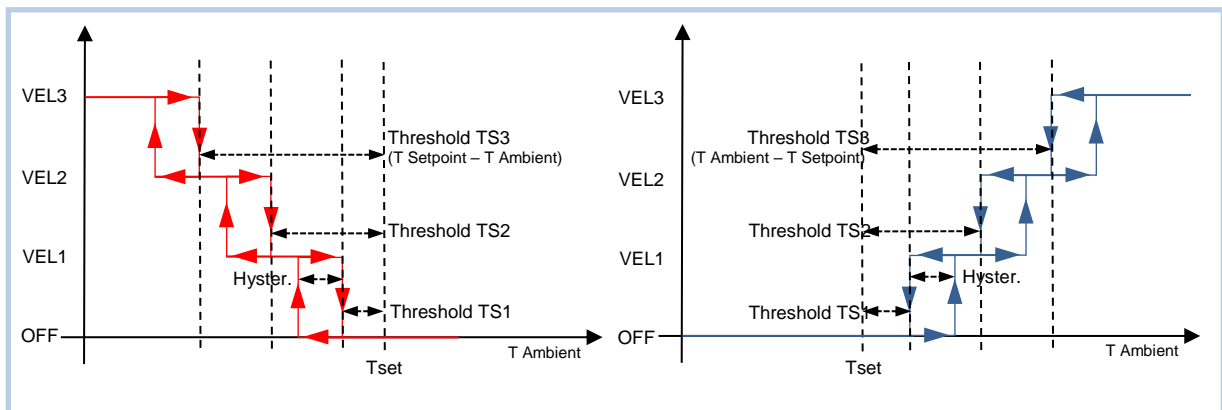 VEL3
Threshold TS3
(T Setpoint – T Ambient)
VEL2
Threshold TS2
VEL1
Hyster.
Threshold TS1
OFF
T Ambient
Tset
VEL3
Threshold TS3
(T Ambient – T Setpoint)
VEL2
Threshold TS2
VEL1
Hyster.
Threshold TS
OFF
T Ambient
Tset